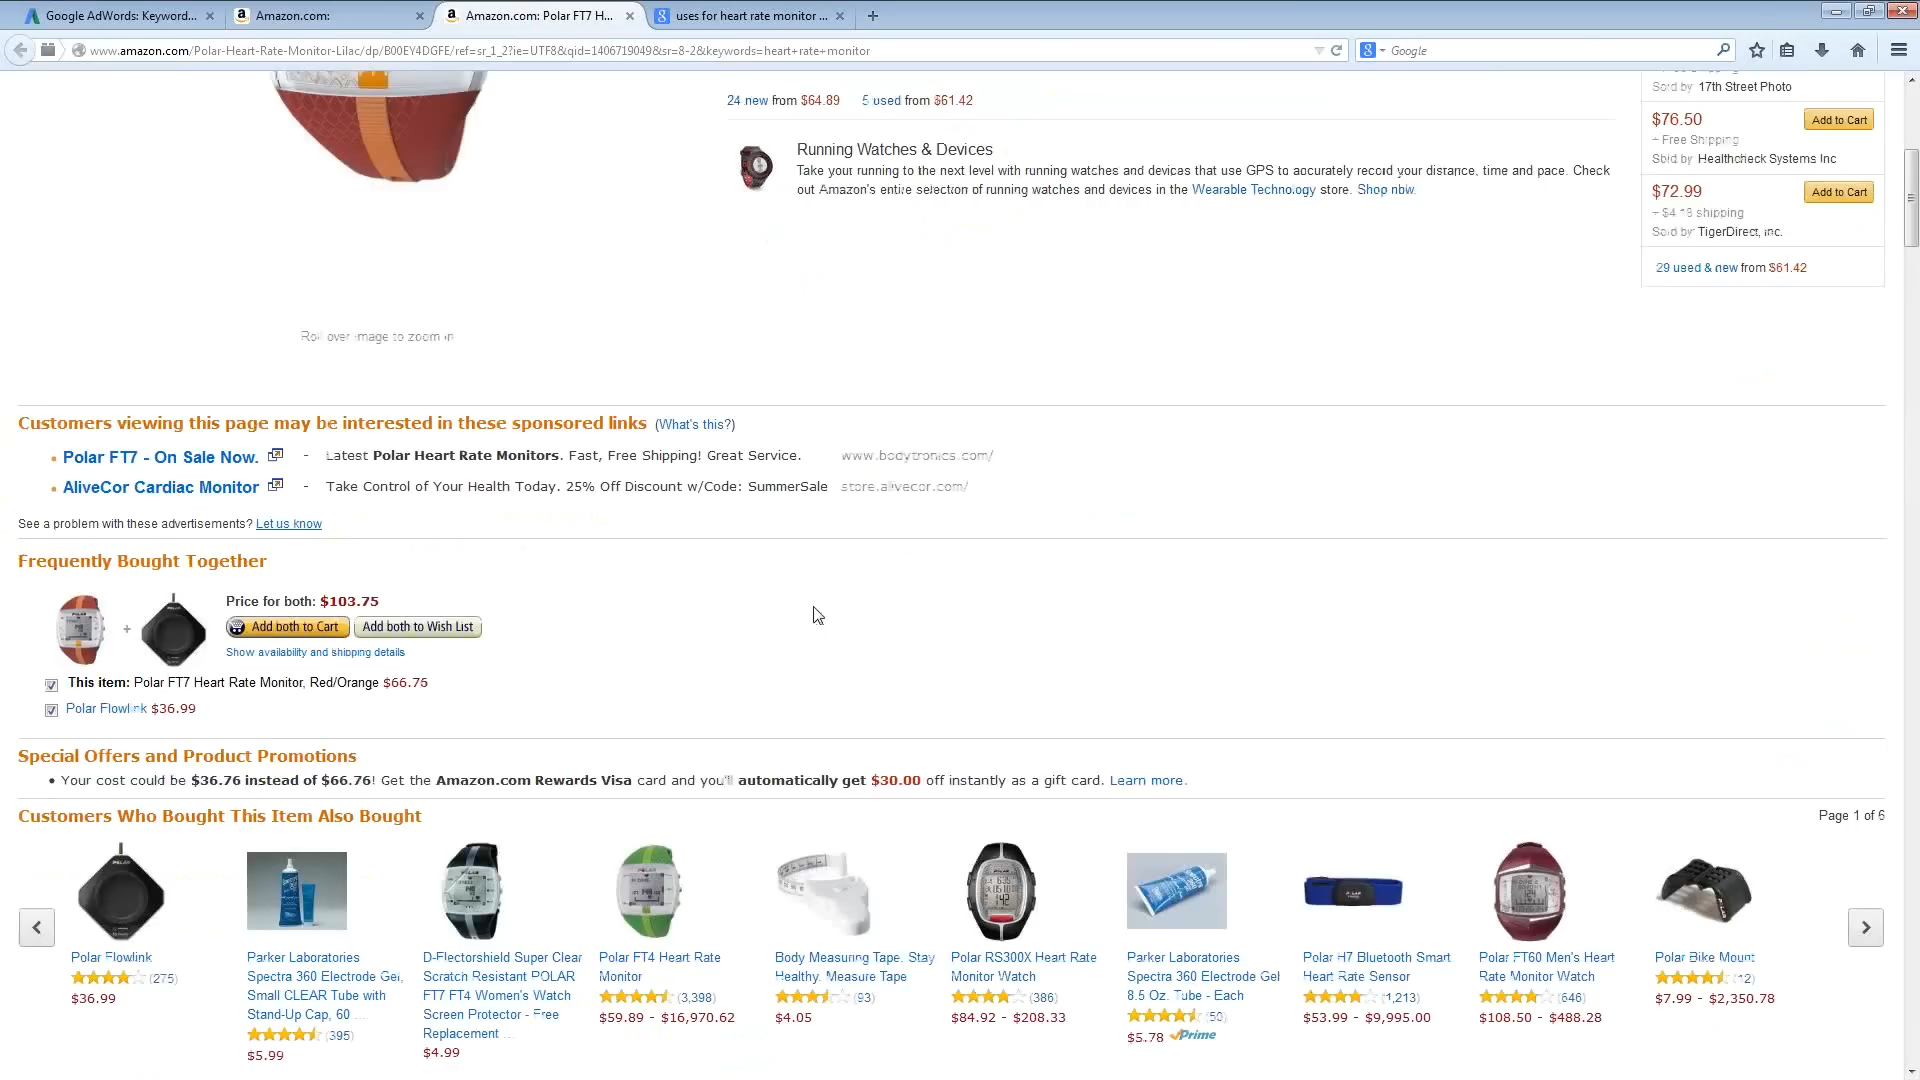 Google AdWords: Keyword...
Amazon.com:
Amazon.com: Polar FT7 H...
uses for heart rate monitor ...
www.amazon.com/Polar-Heart-Rate-Monitor-Lilac/dp/B00EY4DGFE/ref=sr_1_2?ie=UTF8&qid=1406719049&sr=8-2&keywords=heart+rate+monitor
Google
Sold by 17th Street Photo
24 new from $64.89 5 used from $61.42
$76.50 Add to Cart
+ Free Shipping
Sold by Healthcheck Systems Inc
Running Watches & Devices
Take your running to the next level with running watches and devices that use GPS to accurately record your distance, time and pace. Check
out Amazon's entire selection of running watches and devices in the Wearable Technology store. Shop now.
$72.99 Add to Cart
+ $4.18 shipping
Sold by TigerDirect, Inc.
29 used & new from $61.42
Roll over image to zoom in
Customers viewing this page may be interested in these sponsored links (What's this?)
• Polar FT7 - On Sale Now. - Latest Polar Heart Rate Monitors. Fast, Free Shipping! Great Service. www.bodytronics.com/
• AliveCor Cardiac Monitor - Take Control of Your Health Today. 25% Off Discount w/Code: SummerSale store.alivecor.com/
See a problem with these advertisements? Let us know
Frequently Bought Together
Price for both: $103.75
Add both to Cart Add both to Wish List
Show availability and shipping details
This item: Polar FT7 Heart Rate Monitor, Red/Orange $66.75
Polar Flowlink $36.99
Special Offers and Product Promotions
• Your cost could be $36.76 instead of $66.76! Get the Amazon.com Rewards Visa card and you'll automatically get $30.00 off instantly as a gift card. Learn more.
Customers Who Bought This Item Also Bought
Page 1 of 6
Polar Flowlink
(275)
$36.99
Parker Laboratories
Spectra 360 Electrode Gel,
Small CLEAR Tube with
Stand-Up Cap, 60 ...
(395)
$5.99
D-Flectorshield Super Clear
Scratch Resistant POLAR
FT7 FT4 Women's Watch
Screen Protector - Free
Replacement ...
$4.99
Polar FT4 Heart Rate
Monitor
(3,398)
$59.89 - $16,970.62
Body Measuring Tape, Stay
Healthy, Measure Tape
(93)
$4.05
Polar RS300X Heart Rate
Monitor Watch
(386)
$84.92 - $208.33
Parker Laboratories
Spectra 360 Electrode Gel
8.5 Oz. Tube - Each
(50)
$5.78 Prime
Polar H7 Bluetooth Smart
Heart Rate Sensor
(1,213)
$53.99 - $9,995.00
Polar FT60 Men's Heart
Rate Monitor Watch
(646)
$108.50 - $488.28
Polar Bike Mount
(12)
$7.99 - $2,350.78